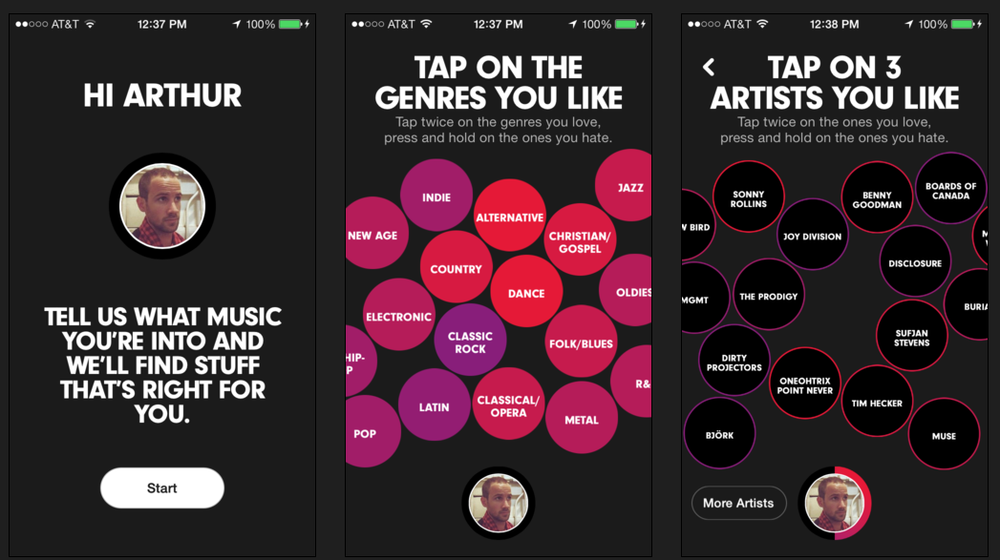 AT&T 12:37 PM 100%
HI ARTHUR
TELL US WHAT MUSIC
YOU'RE INTO AND
WE'LL FIND STUFF
THAT'S RIGHT FOR
YOU.
Start
AT&T 12:37 PM 100%
TAP ON THE
GENRES YOU LIKE
Tap twice on the genres you love,
press and hold on the ones you hate.
JAZZ
INDIE
ALTERNATIVE
NEW AGE
CHRISTIAN/
GOSPEL
COUNTRY
DANCE
OLDIES
ELECTRONIC
CLASSIC
ROCK
FOLK/BLUES
HIP-
P
R&
LATIN
CLASSICAL/
OPERA
METAL
POP
AT&T 12:38 PM 100%
TAP ON 3
ARTISTS YOU LIKE
Tap twice on the ones you love,
press and hold on the ones you hate.
SONNY
ROLLINS
BENNY
GOODMAN
BOARDS OF
CANADA
W BIRD
JOY DIVISION
M
DISCLOSURE
MGMT
THE PRODIGY
BURIA
SUFJAN
STEVENS
DIRTY
PROJECTORS
ONEOHTRIX
POINT NEVER
TIM HECKER
BJÖRK
MUSE
More Artists